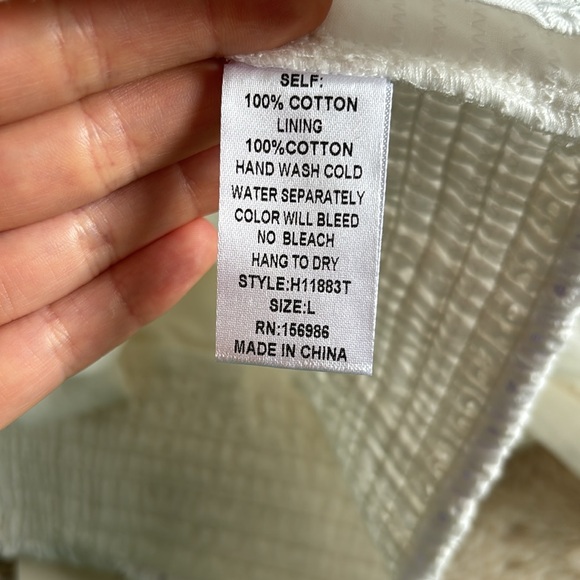 SELF:
100% COTTON
LINING
100%COTTON
HAND WASH COLD
WATER SEPARATELY
COLOR WILL BLEED
NO BLEACH
HANG TO DRY
STYLE:H11883T
SIZE:L
RN:156986
MADE IN CHINA